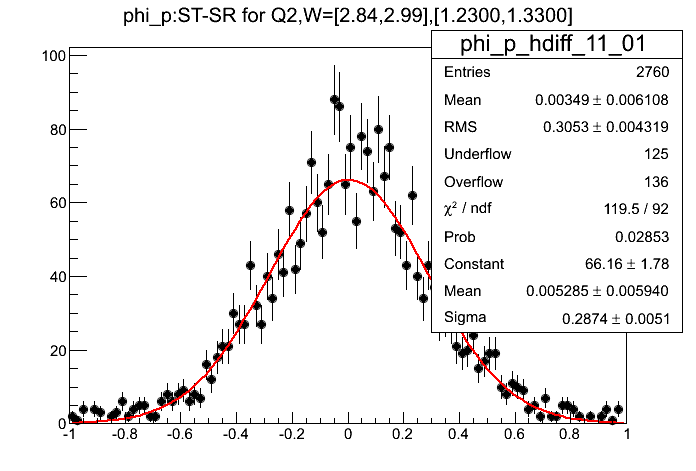 phi_p:ST-SR for Q2,W=[2.84,2.99],[1.2300,1.3300]
phi_p_hdiff_11_01
Entries 2760
Mean 0.00349 ± 0.006108
RMS 0.3053 ± 0.004319
Underflow 125
Overflow 136
χ² / ndf 119.5 / 92
Prob 0.02853
Constant 66.16 ± 1.78
Mean 0.005285 ± 0.005940
Sigma 0.2874 ± 0.0051
100
80
60
40
20
0
-1 -0.8 -0.6 -0.4 -0.2 0 0.2 0.4 0.6 0.8 1